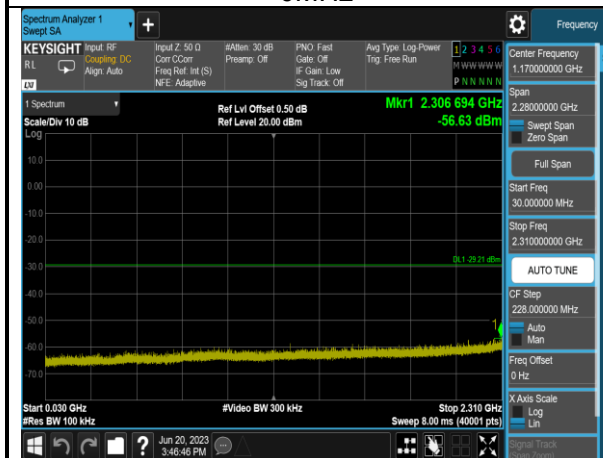 Spectrum Analyzer 1
Swept SA
+
Frequency
KEYSIGHT
RL
Input: RF
Coupling: DC
Align: Auto
Input Z: 50 Ω
Corr CCorr
Freq Ref: Int (S)
NFE: Adaptive
#Atten: 30 dB
Preamp: Off
PNO: Fast
Gate: Off
IF Gain: Low
Sig Track: Off
Avg Type: Log-Power
Trig: Free Run
1 2 3 4 5 6
M W W W W W
P N N N N N
1 Spectrum
Scale/Div 10 dB
Log
Ref Lvl Offset 0.50 dB
Ref Level 20.00 dBm
Mkr1 2.306 694 GHz
-56.63 dBm
10.0
0.00
-10.0
-20.0
-30.0
-40.0
-50.0
-60.0
-70.0
DL1 -29.21 dBm
1
Start 0.030 GHz
#Res BW 100 kHz
#Video BW 300 kHz
Stop 2.310 GHz
Sweep 8.00 ms (40001 pts)
Center Frequency
1.170000000 GHz
Span
2.28000000 GHz
Swept Span
Zero Span
Full Span
Start Freq
30.000000 MHz
Stop Freq
2.310000000 GHz
AUTO TUNE
CF Step
228.000000 MHz
Auto
Man
Freq Offset
0 Hz
X Axis Scale
Log
Lin
Signal Track
(Span Zoom)
?
Jun 20, 2023
3:46:46 PM